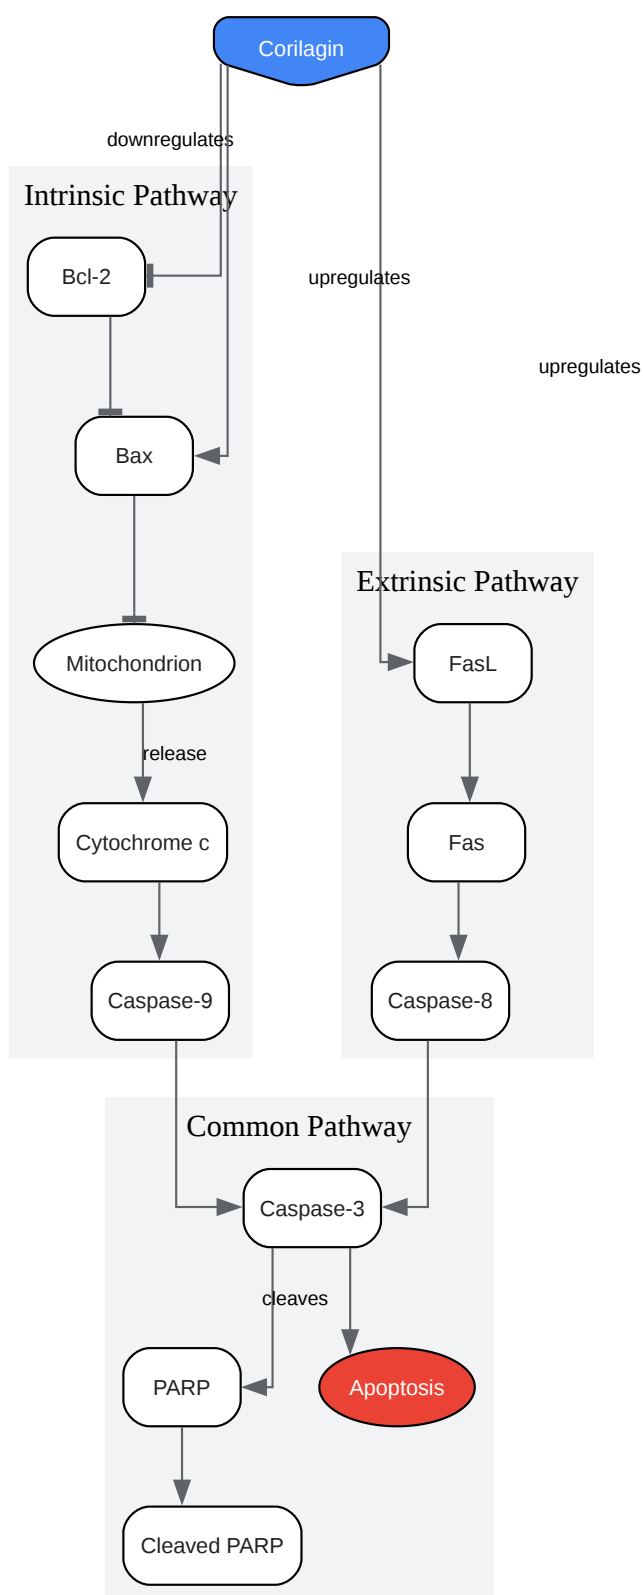 Corilagin
downregulates
Intrinsic Pathway
Bcl-2
upregulates
upregulates
Bax
Extrinsic Pathway
Mitochondrion
FasL
release
Cytochrome c
Fas
Caspase-9
Caspase-8
Common Pathway
Caspase-3
cleaves
PARP
Apoptosis
Cleaved PARP